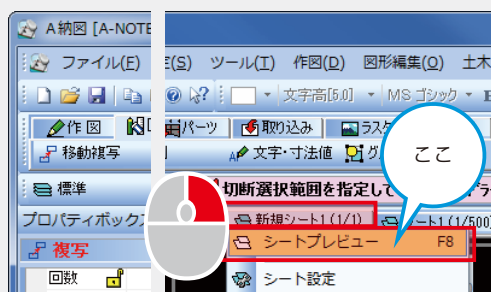 A納図 [A-NOTE
ファイル(F) (S) ツール(T) 作図(D) 図形編集(O) 土木
文字高[5.0] MS ゴシック
作図 パーツ 取り込み ラスタ
移動複写 文字・寸法値
ここ
標準 切断選択範囲を指定して
プロパティボックス 新規シート1 (1/1) シート1 (1/500)
複写 シートプレビュー F8
回数 シート設定